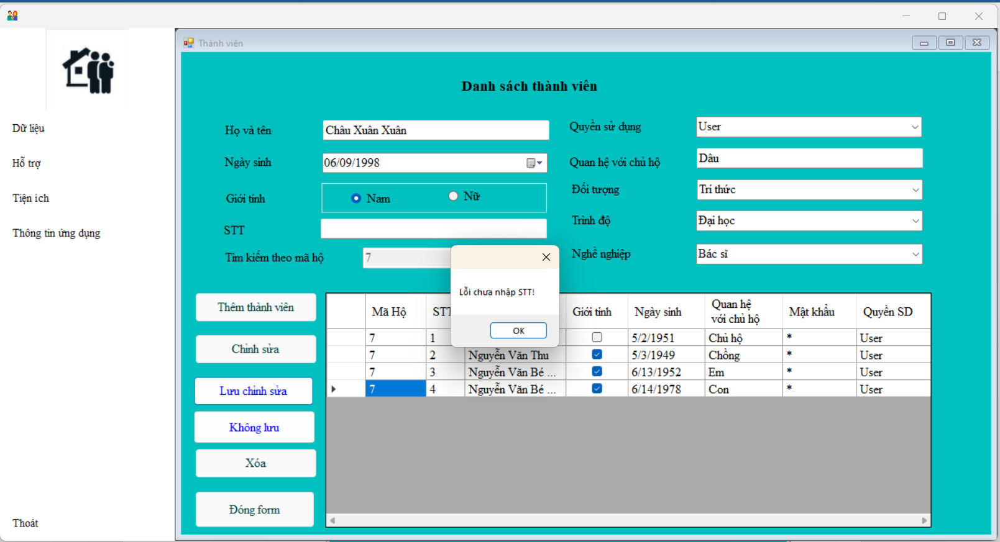 Thành viên
Danh sách thành viên
Dữ liệu
Hỗ trợ
Tiện ích
Thông tin ứng dụng
Thoát
Họ và tên
Châu Xuân Xuân
Ngày sinh
06/09/1998
Giới tính
Nam
Nữ
STT
Tìm kiếm theo mã hộ
7
Quyền sử dụng
User
Quan hệ với chủ hộ
Dâu
Đối tượng
Trí thức
Trình độ
Đại học
Nghề nghiệp
Bác sĩ
Lỗi chưa nhập STT!
OK
Thêm thành viên
Chỉnh sửa
Lưu chỉnh sửa
Không lưu
Xóa
Đóng form
Mã Hộ STT Giới tính Ngày sinh Quan hệ với chủ hộ Mật khẩu Quyền SD
7 1 5/2/1951 Chủ hộ * User
7 2 Nguyễn Văn Thu 5/3/1949 Chồng * User
7 3 Nguyễn Văn Bé ... 6/13/1952 Em * User
7 4 Nguyễn Văn Bé ... 6/14/1978 Con * User